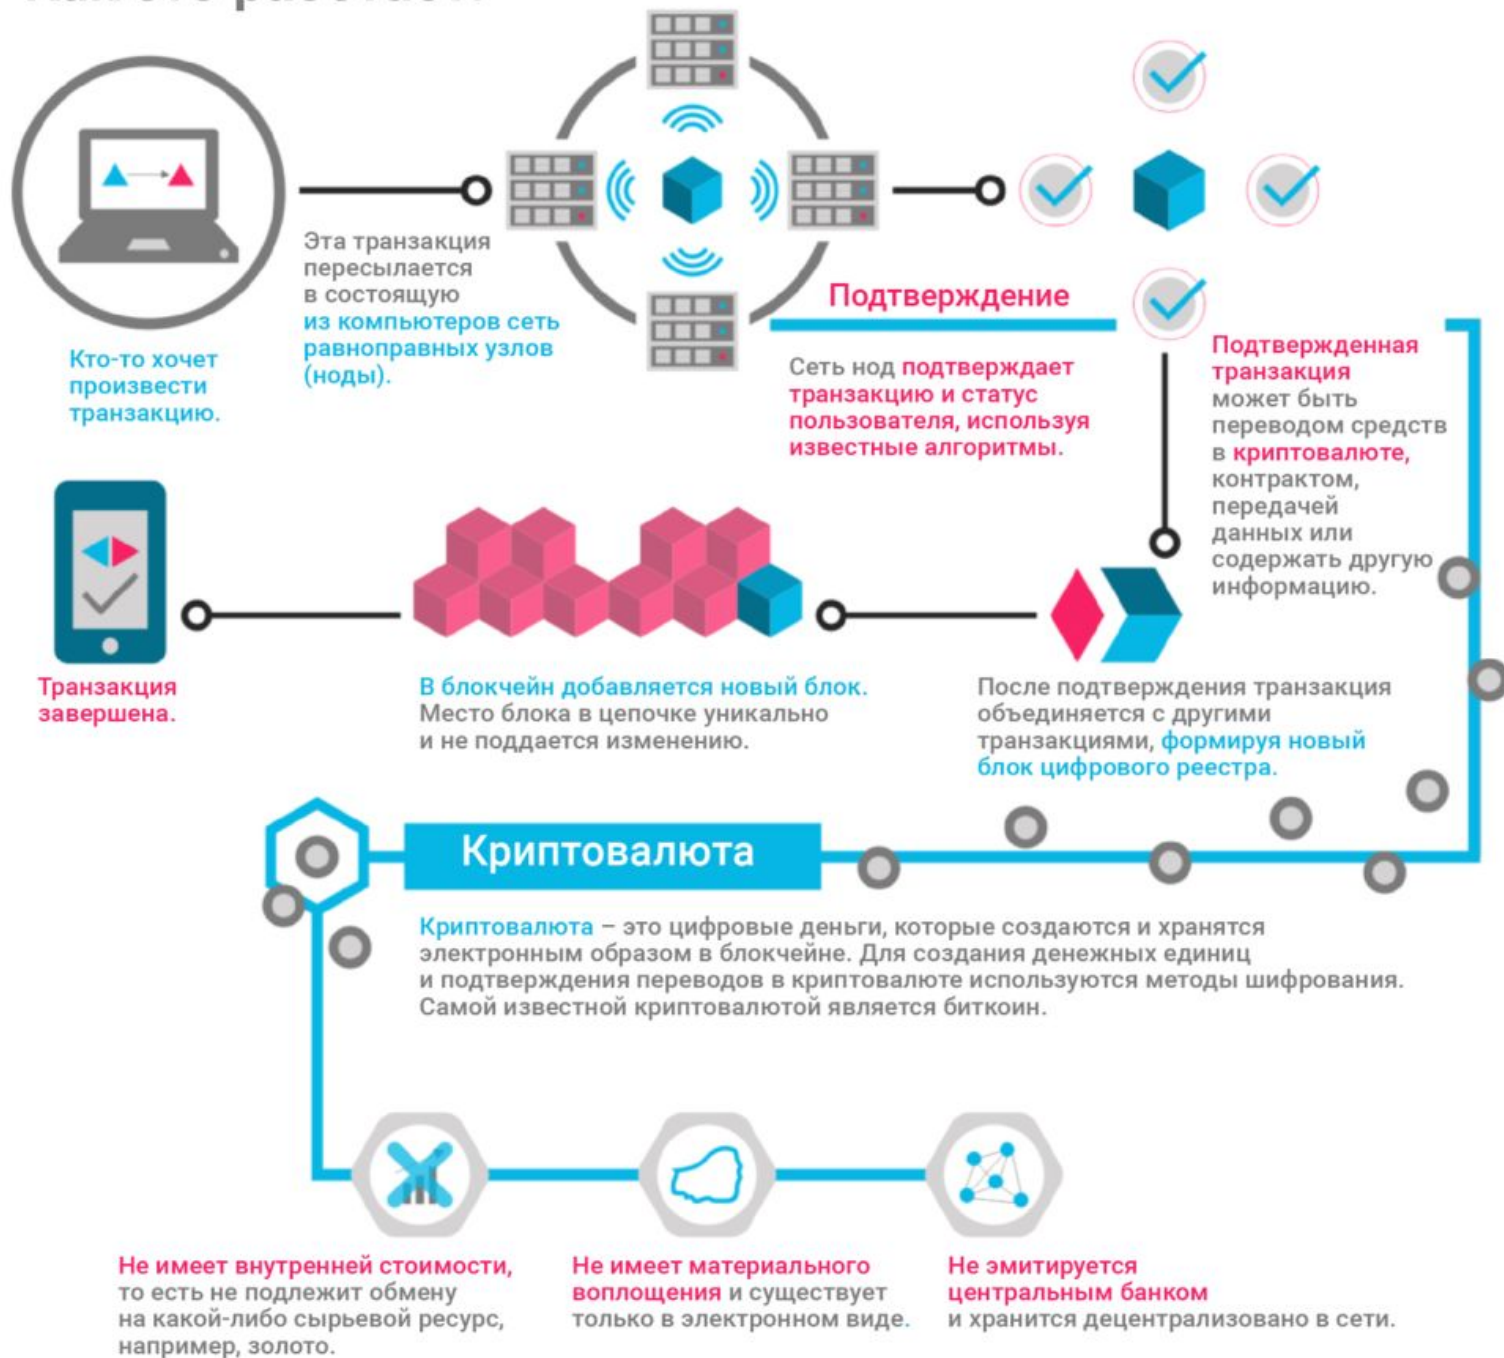 Кто-то хочет
произвести
транзакцию.
Эта транзакция
пересылается
в состоящую
из компьютеров сеть
равноправных узлов
(ноды).
Подтверждение
Сеть нод подтверждает
транзакцию и статус
пользователя, используя
известные алгоритмы.
Подтвержденная
транзакция
может быть
переводом средств
в криптовалюте,
контрактом,
передачей
данных или
содержать другую
информацию.
После подтверждения транзакция
объединяется с другими
транзакциями, формируя новый
блок цифрового реестра.
В блокчейн добавляется новый блок.
Место блока в цепочке уникально
и не поддается изменению.
Транзакция
завершена.
Криптовалюта
Криптовалюта – это цифровые деньги, которые создаются и хранятся
электронным образом в блокчейне. Для создания денежных единиц
и подтверждения переводов в криптовалюте используются методы шифрования.
Самой известной криптовалютой является биткоин.
Не имеет внутренней стоимости,
то есть не подлежит обмену
на какой-либо сырьевой ресурс,
например, золото.
Не имеет материального
воплощения и существует
только в электронном виде.
Не эмитируется
центральным банком
и хранится децентрализовано в сети.